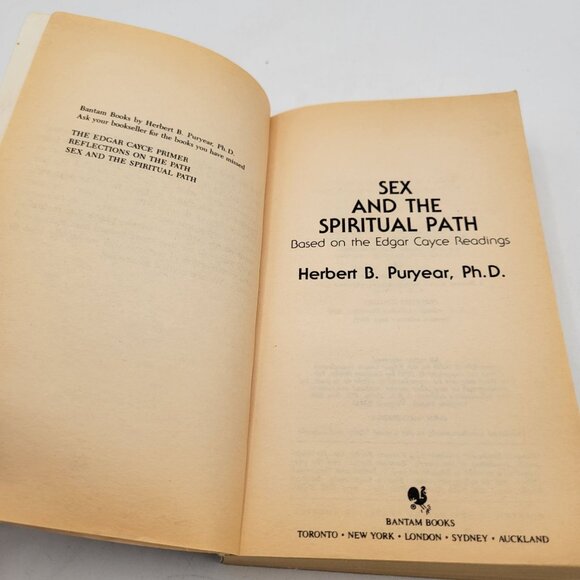 Bantam Books by Herbert B. Puryear, Ph.D.
Ask your bookseller for the books you have missed
THE EDGAR CAYCE PRIMER
REFLECTIONS ON THE PATH
SEX AND THE SPIRITUAL PATH
SEX
AND THE
SPIRITUAL PATH
Based on the Edgar Cayce Readings
Herbert B. Puryear, Ph.D.
BANTAM BOOKS
TORONTO • NEW YORK • LONDON • SYDNEY • AUCKLAND